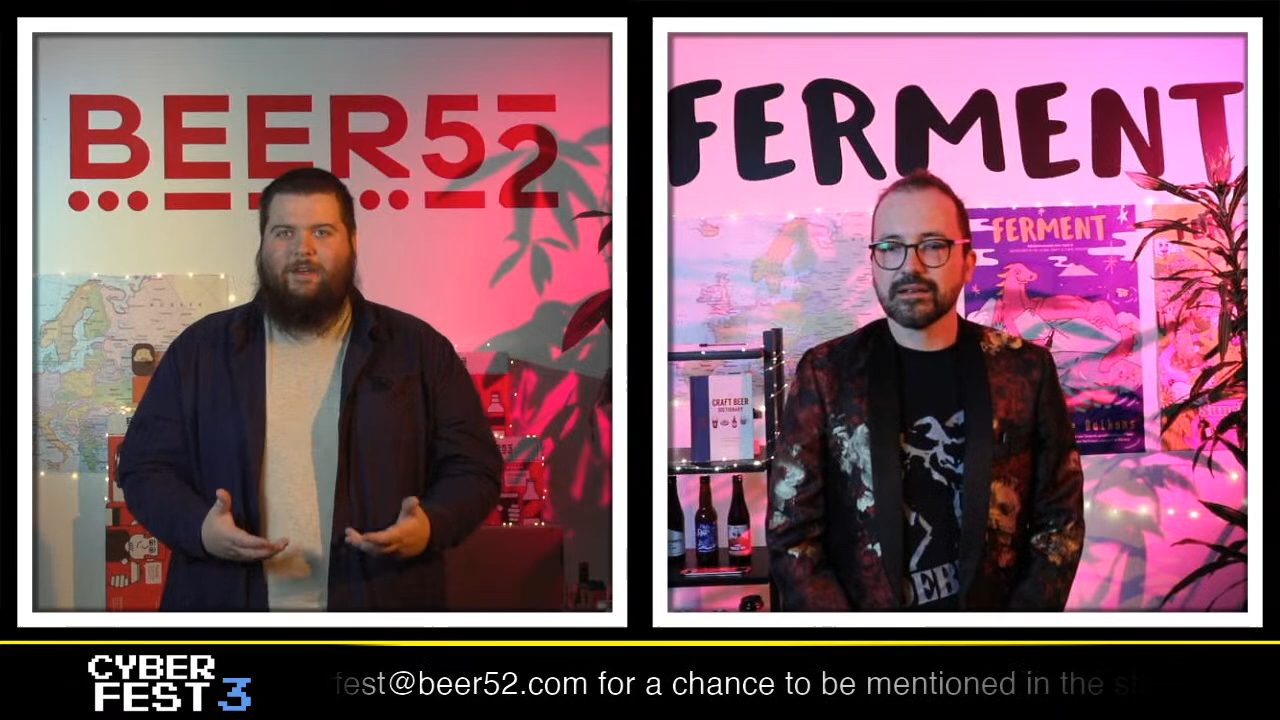 BEER52
FERMENT
FERMENT
CRAFT BEER
DICTIONARY
Balkans
CYBER
FEST 3
fest@beer52.com for a chance to be mentioned in the